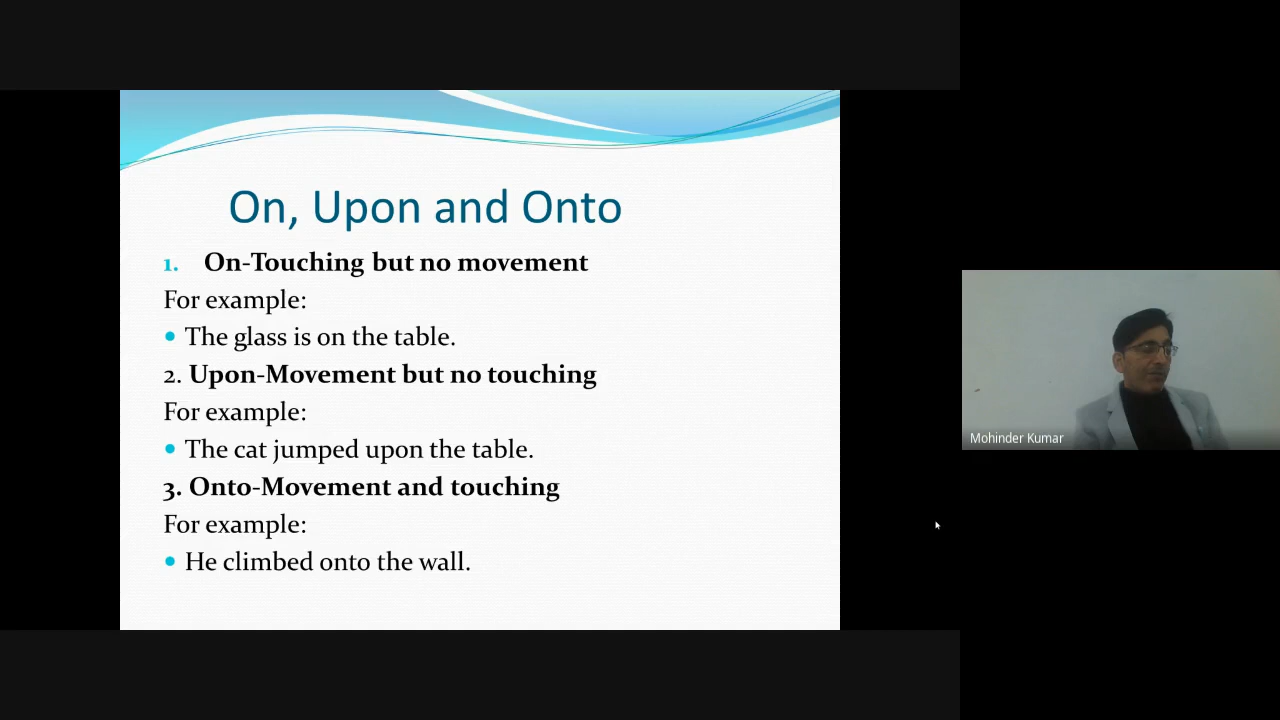 On, Upon and Onto
1. On-Touching but no movement
For example:
• The glass is on the table.
2. Upon-Movement but no touching
For example:
• The cat jumped upon the table.
3. Onto-Movement and touching
For example:
• He climbed onto the wall.
Mohinder Kumar